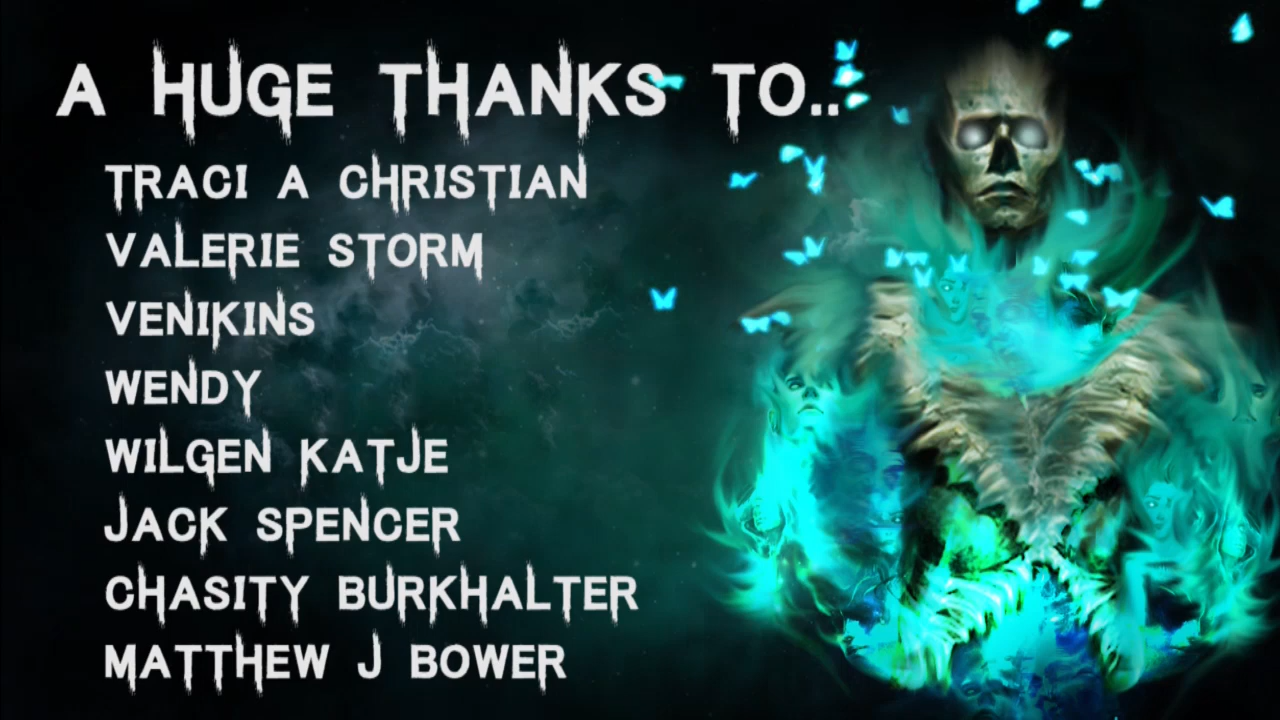 A HUGE THANKS TO..
TRACI A CHRISTIAN
VALERIE STORM
VENIKINS
WENDY
WILGEN KATJE
JACK SPENCER
CHASITY BURKHALTER
MATTHEW J BOWER